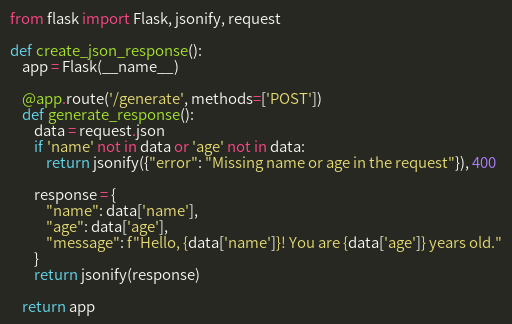 from flask import Flask, jsonify, request

def create_json_response():
    app = Flask(__name__)

    @app.route('/generate', methods=['POST'])
    def generate_response():
        data = request.json
        if 'name' not in data or 'age' not in data:
            return jsonify({"error": "Missing name or age in the request"}), 400

        response = {
            "name": data['name'],
            "age": data['age'],
            "message": f"Hello, {data['name']}! You are {data['age']} years old."
        }
        return jsonify(response)

    return app